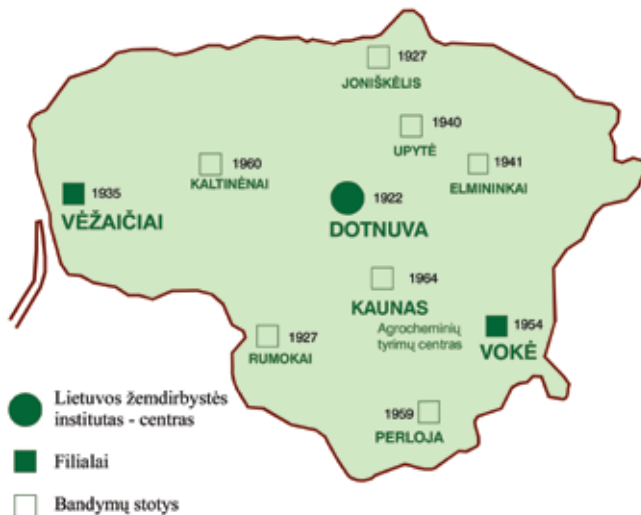 1927
JONIŠKĖLIS
1940
UPYTĖ
1941
ELMININKAI
1960
KALTINĖNAI
1935
VĖŽAIČIAI
1922
DOTNUVA
1964
KAUNAS
Agrocheminių
tyrimų centras
1954
VOKĖ
1927
RUMOKAI
1959
PERLOJA
Lietuvos žemdirbystės
institutas - centras
Filialai
Bandymų stotys